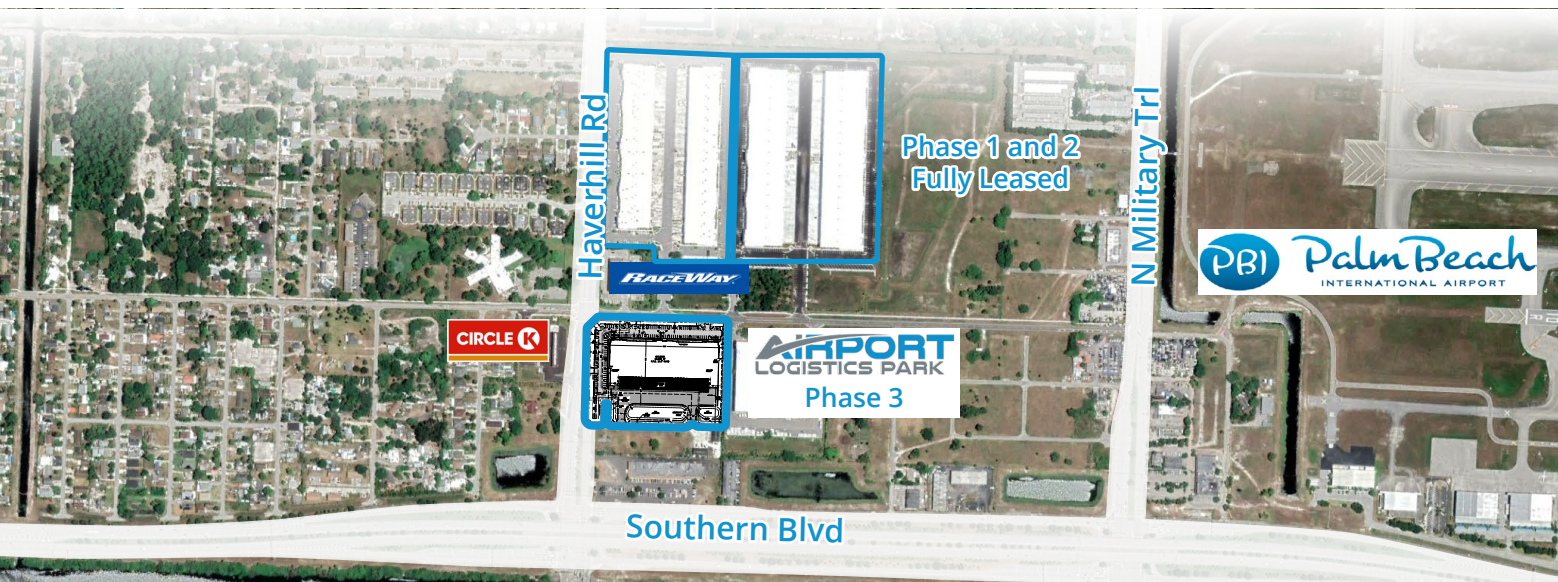 Haverhill Rd
Phase 1 and 2
Fully Leased
N Military Trl
PBI Palm Beach
INTERNATIONAL AIRPORT
RACEWAY
CIRCLE K
AIRPORT
LOGISTICS PARK
Phase 3
Southern Blvd